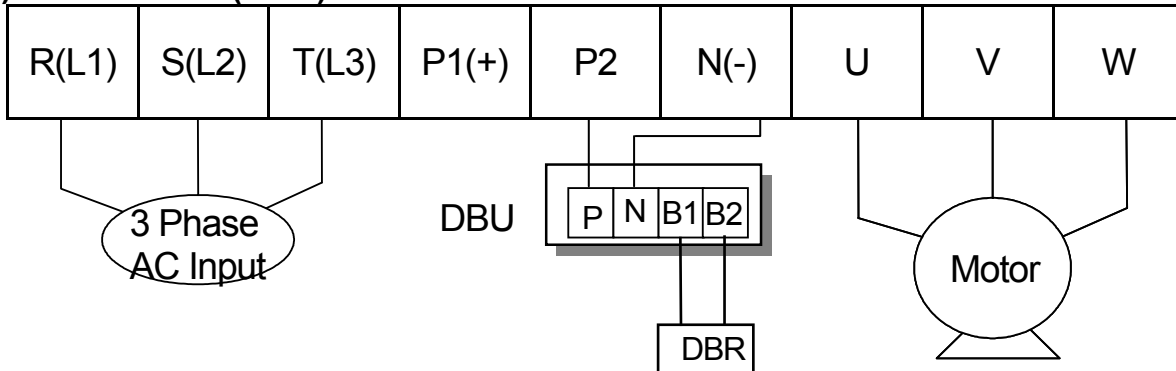 R(L1) S(L2) T(L3) P1(+) P2 N(-) U V W
DBU
P N B1 B2
3 Phase
AC Input
Motor
DBR